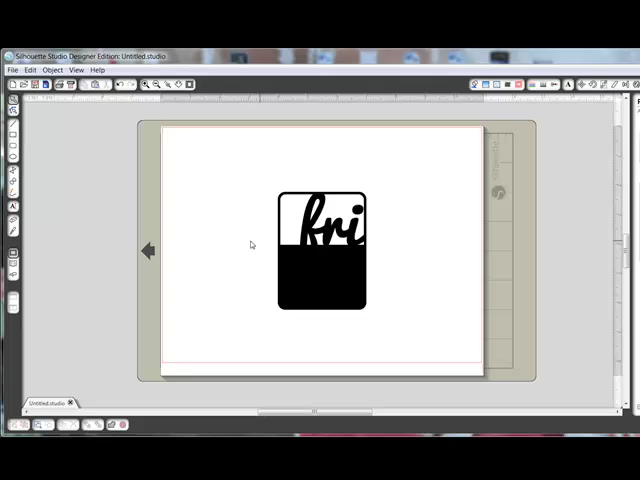 Silhouette Studio Designer Edition: Untitled.studio
File Edit Object View Help
fri
Untitled.studio